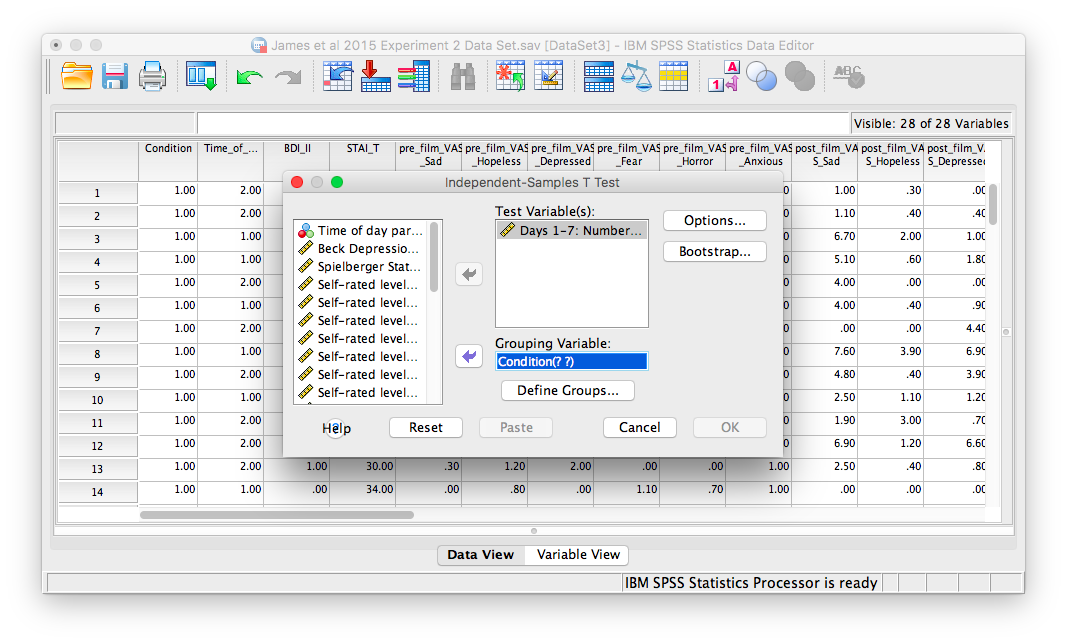 James et al 2015 Experiment 2 Data Set.sav [DataSet3] - IBM SPSS Statistics Data Editor
A
1
ABC
Visible: 28 of 28 Variables
Condition Time_of_... BDI_II STAI_T pre_film_VAS_Sad pre_film_VAS_Hopeless pre_film_VAS_Depressed pre_film_VAS_Fear pre_film_VAS_Horror pre_film_VAS_Anxious post_film_VAS_Sad post_film_VAS_Hopeless post_film_VAS_Depressed
1 1.00 2.00 1.00 .30 .00
2 1.00 2.00 1.10 .40 .40
3 1.00 1.00 6.70 2.00 1.00
4 1.00 1.00 5.10 .60 1.80
5 1.00 2.00 4.00 .00 .00
6 1.00 1.00 4.00 .40 .90
7 1.00 2.00 .00 .00 4.40
8 1.00 1.00 7.60 3.90 6.90
9 1.00 2.00 4.80 .40 3.90
10 1.00 1.00 2.50 1.10 1.20
11 1.00 2.00 1.90 3.00 .70
12 1.00 2.00 6.90 1.20 6.60
13 1.00 2.00 1.00 30.00 .30 1.20 2.00 .00 .00 1.00 2.50 .40 .80
14 1.00 1.00 .00 34.00 .00 .80 .00 1.10 .70 1.00 .00 .00 .00
Independent-Samples T Test
Time of day par...
Beck Depressio...
Spielberger Stat...
Self-rated level...
Self-rated level...
Self-rated level...
Self-rated level...
Self-rated level...
Self-rated level...
Self-rated level...
Test Variable(s):
Days 1-7: Number...
Grouping Variable:
Condition(? ?)
Define Groups...
Options...
Bootstrap...
Help
Reset
Paste
Cancel
OK
Data View
Variable View
IBM SPSS Statistics Processor is ready